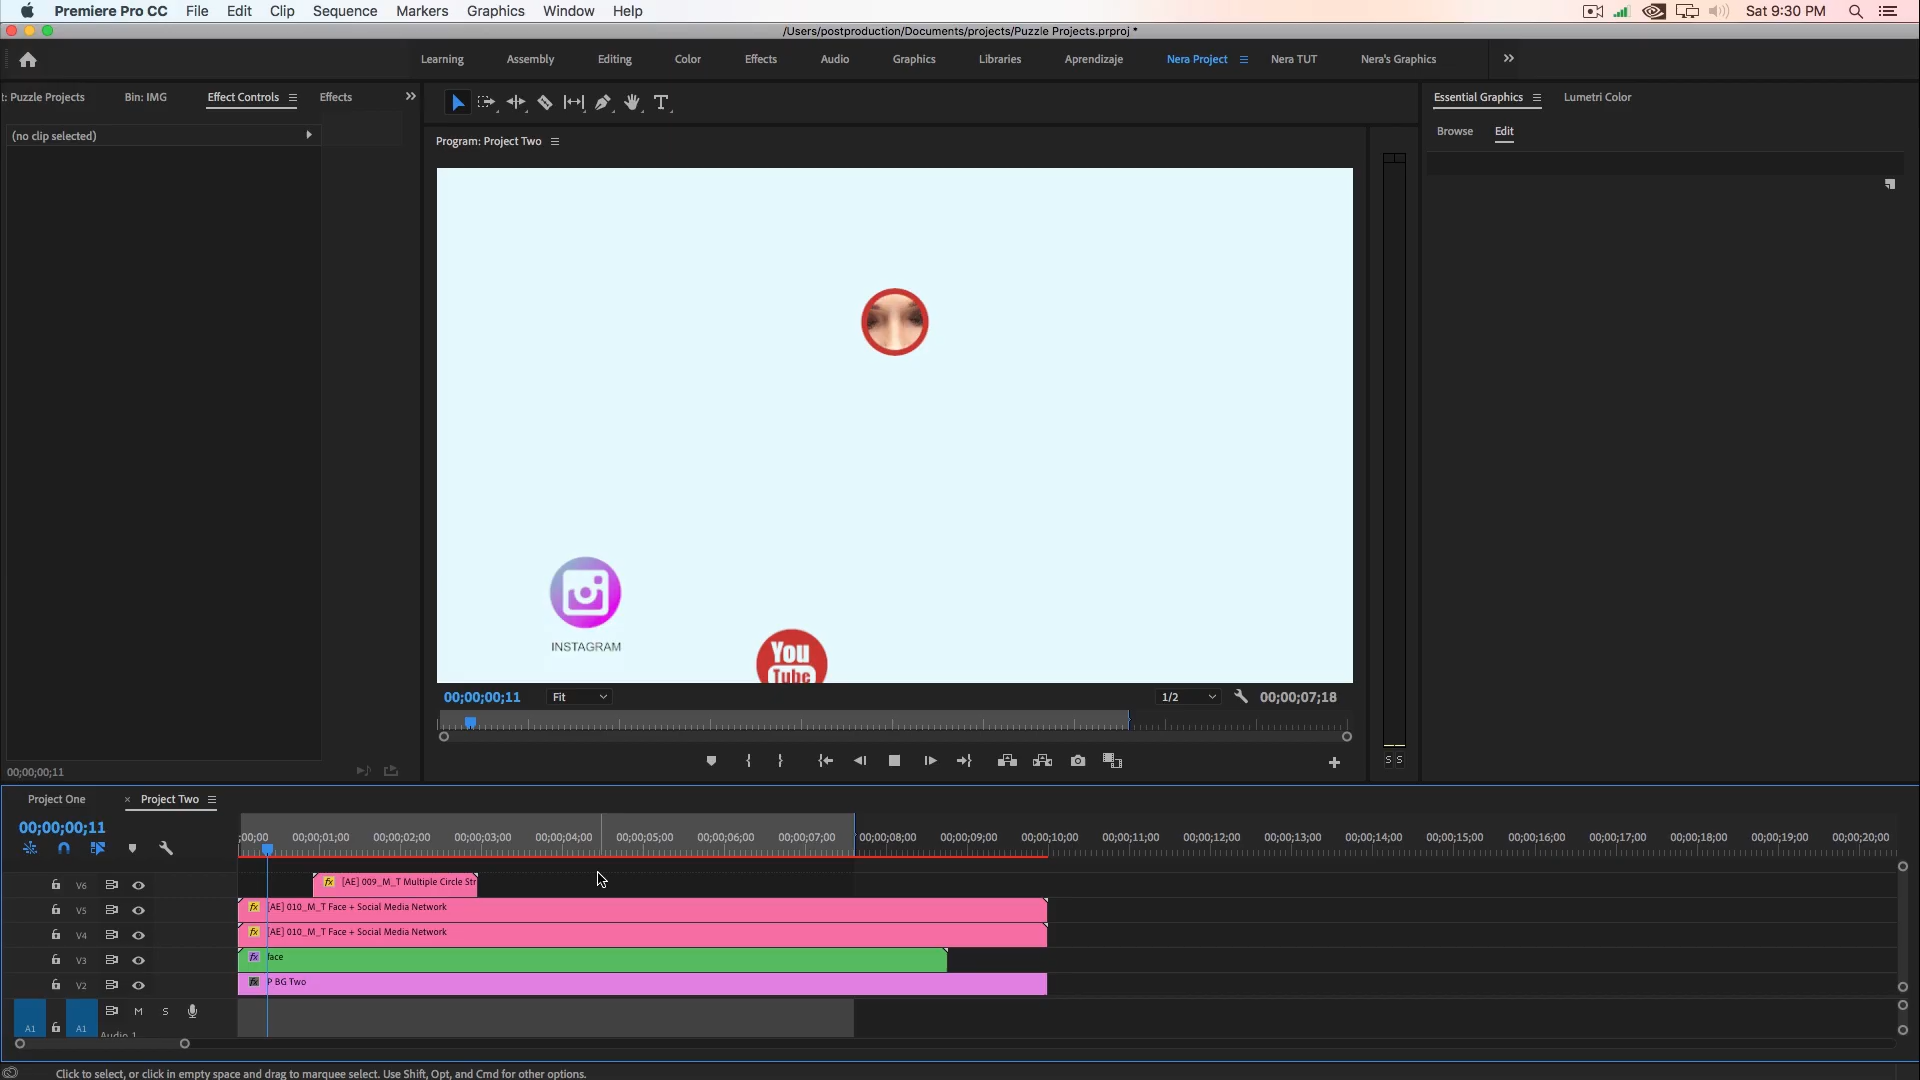 Premiere Pro CC File Edit Clip Sequence Markers Graphics Window Help Sat 9:30 PM
/Users/postproduction/Documents/projects/Puzzle Projects.prproj *
Learning Assembly Editing Color Effects Audio Graphics Libraries Aprendizaje Nera Project Nera TUT Nera's Graphics
t: Puzzle Projects Bin: IMG Effect Controls Effects
Essential Graphics Lumetri Color
(no clip selected)
Browse Edit
Program: Project Two
INSTAGRAM
You
Tube
00;00;00;11 Fit 1/2 00;00;07;18
S S
00;00;00;11
Project One × Project Two
00;00;00;11
;00;00 00;00;01;00 00;00;02;00 00;00;03;00 00;00;04;00 00;00;05;00 00;00;06;00 00;00;07;00 00;00;08;00 00;00;09;00 00;00;10;00 00;00;11;00 00;00;12;00 00;00;13;00 00;00;14;00 00;00;15;00 00;00;16;00 00;00;17;00 00;00;18;00 00;00;19;00 00;00;20;00
V6 fx [AE] 009_M_T Multiple Circle Str
V5 fx [AE] 010_M_T Face + Social Media Network
V4 fx [AE] 010_M_T Face + Social Media Network
V3 fx face
V2 fx P BG Two
M S
A1 A1 Audio 1
Click to select, or click in empty space and drag to marquee select. Use Shift, Opt, and Cmd for other options.